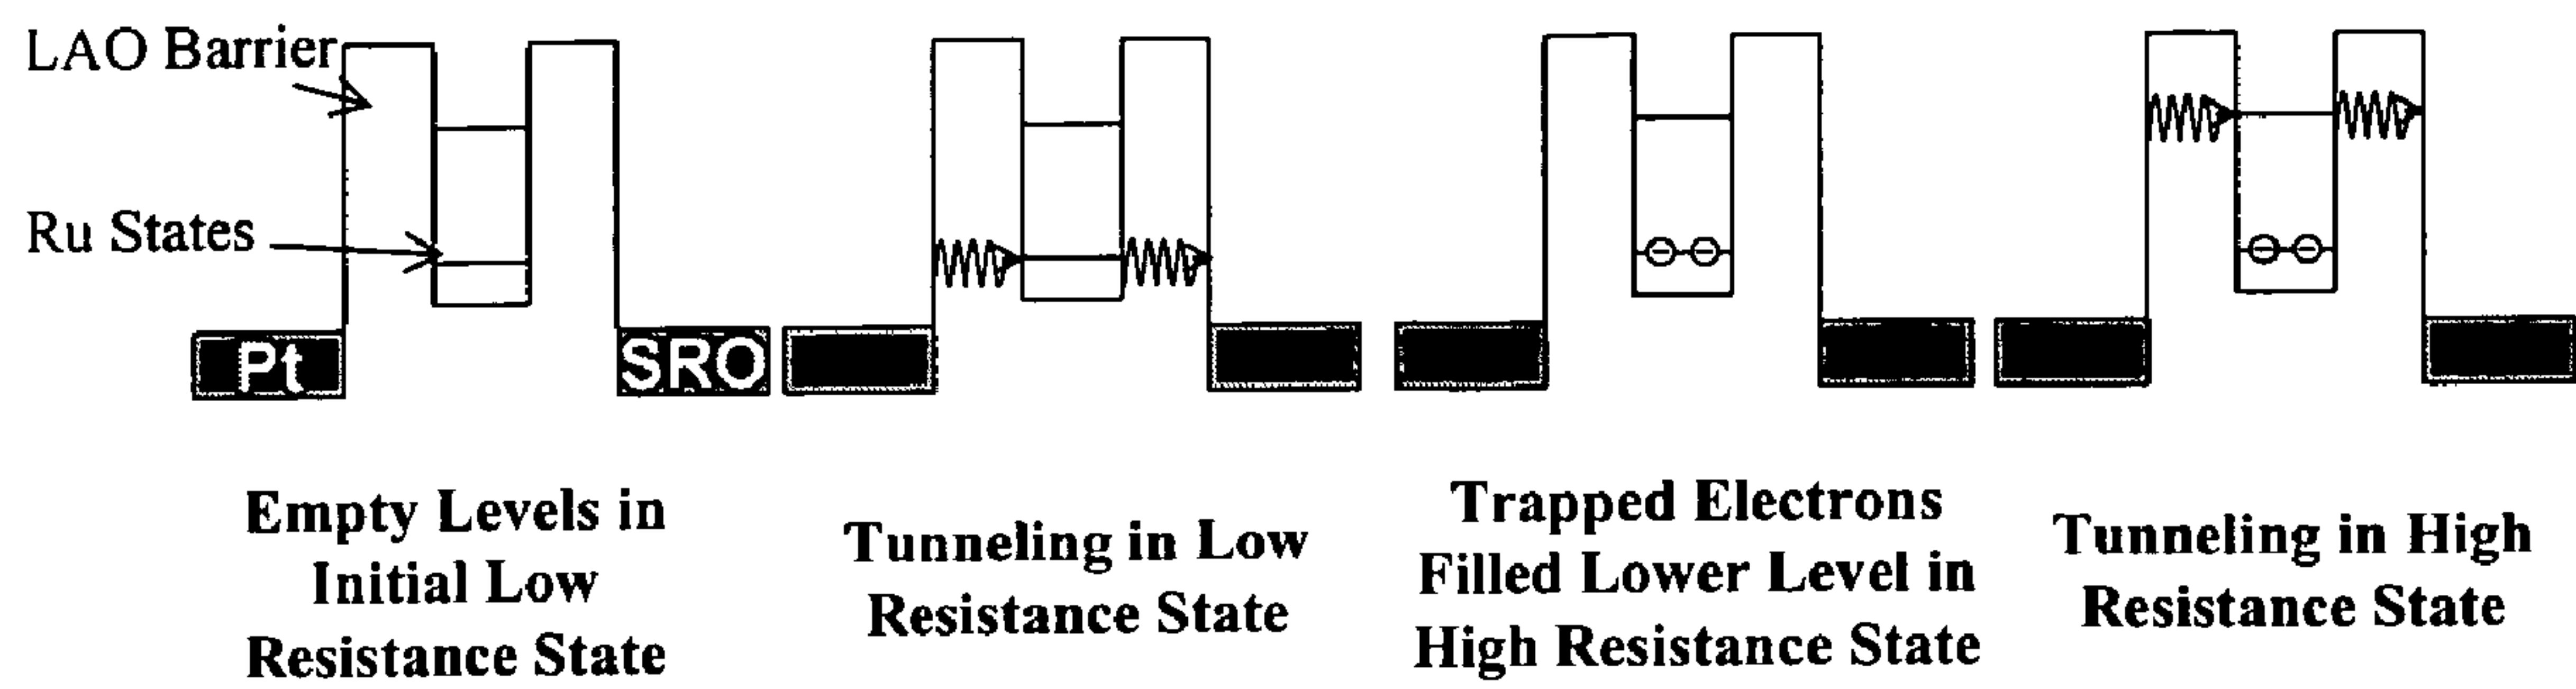 LAO Barrier
Ru States
Pt
SRO
Empty Levels in
Initial Low
Resistance State
Tunneling in Low
Resistance State
Trapped Electrons
Filled Lower Level in
High Resistance State
Tunneling in High
Resistance State